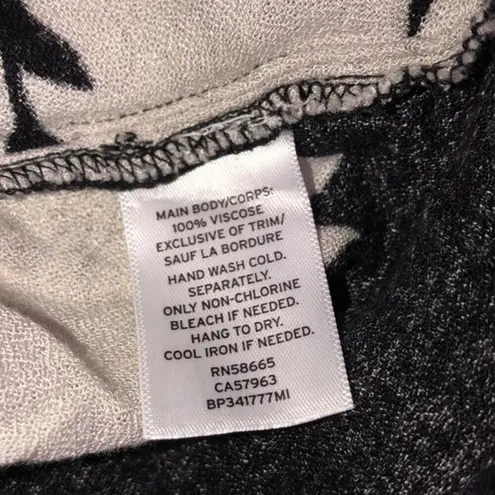 MAIN BODY/CORPS:
100% VISCOSE
EXCLUSIVE OF TRIM/
SAUF LA BORDURE
HAND WASH COLD.
SEPARATELY.
ONLY NON-CHLORINE
BLEACH IF NEEDED.
HANG TO DRY.
COOL IRON IF NEEDED.
RN58665
CA57963
BP341777MI